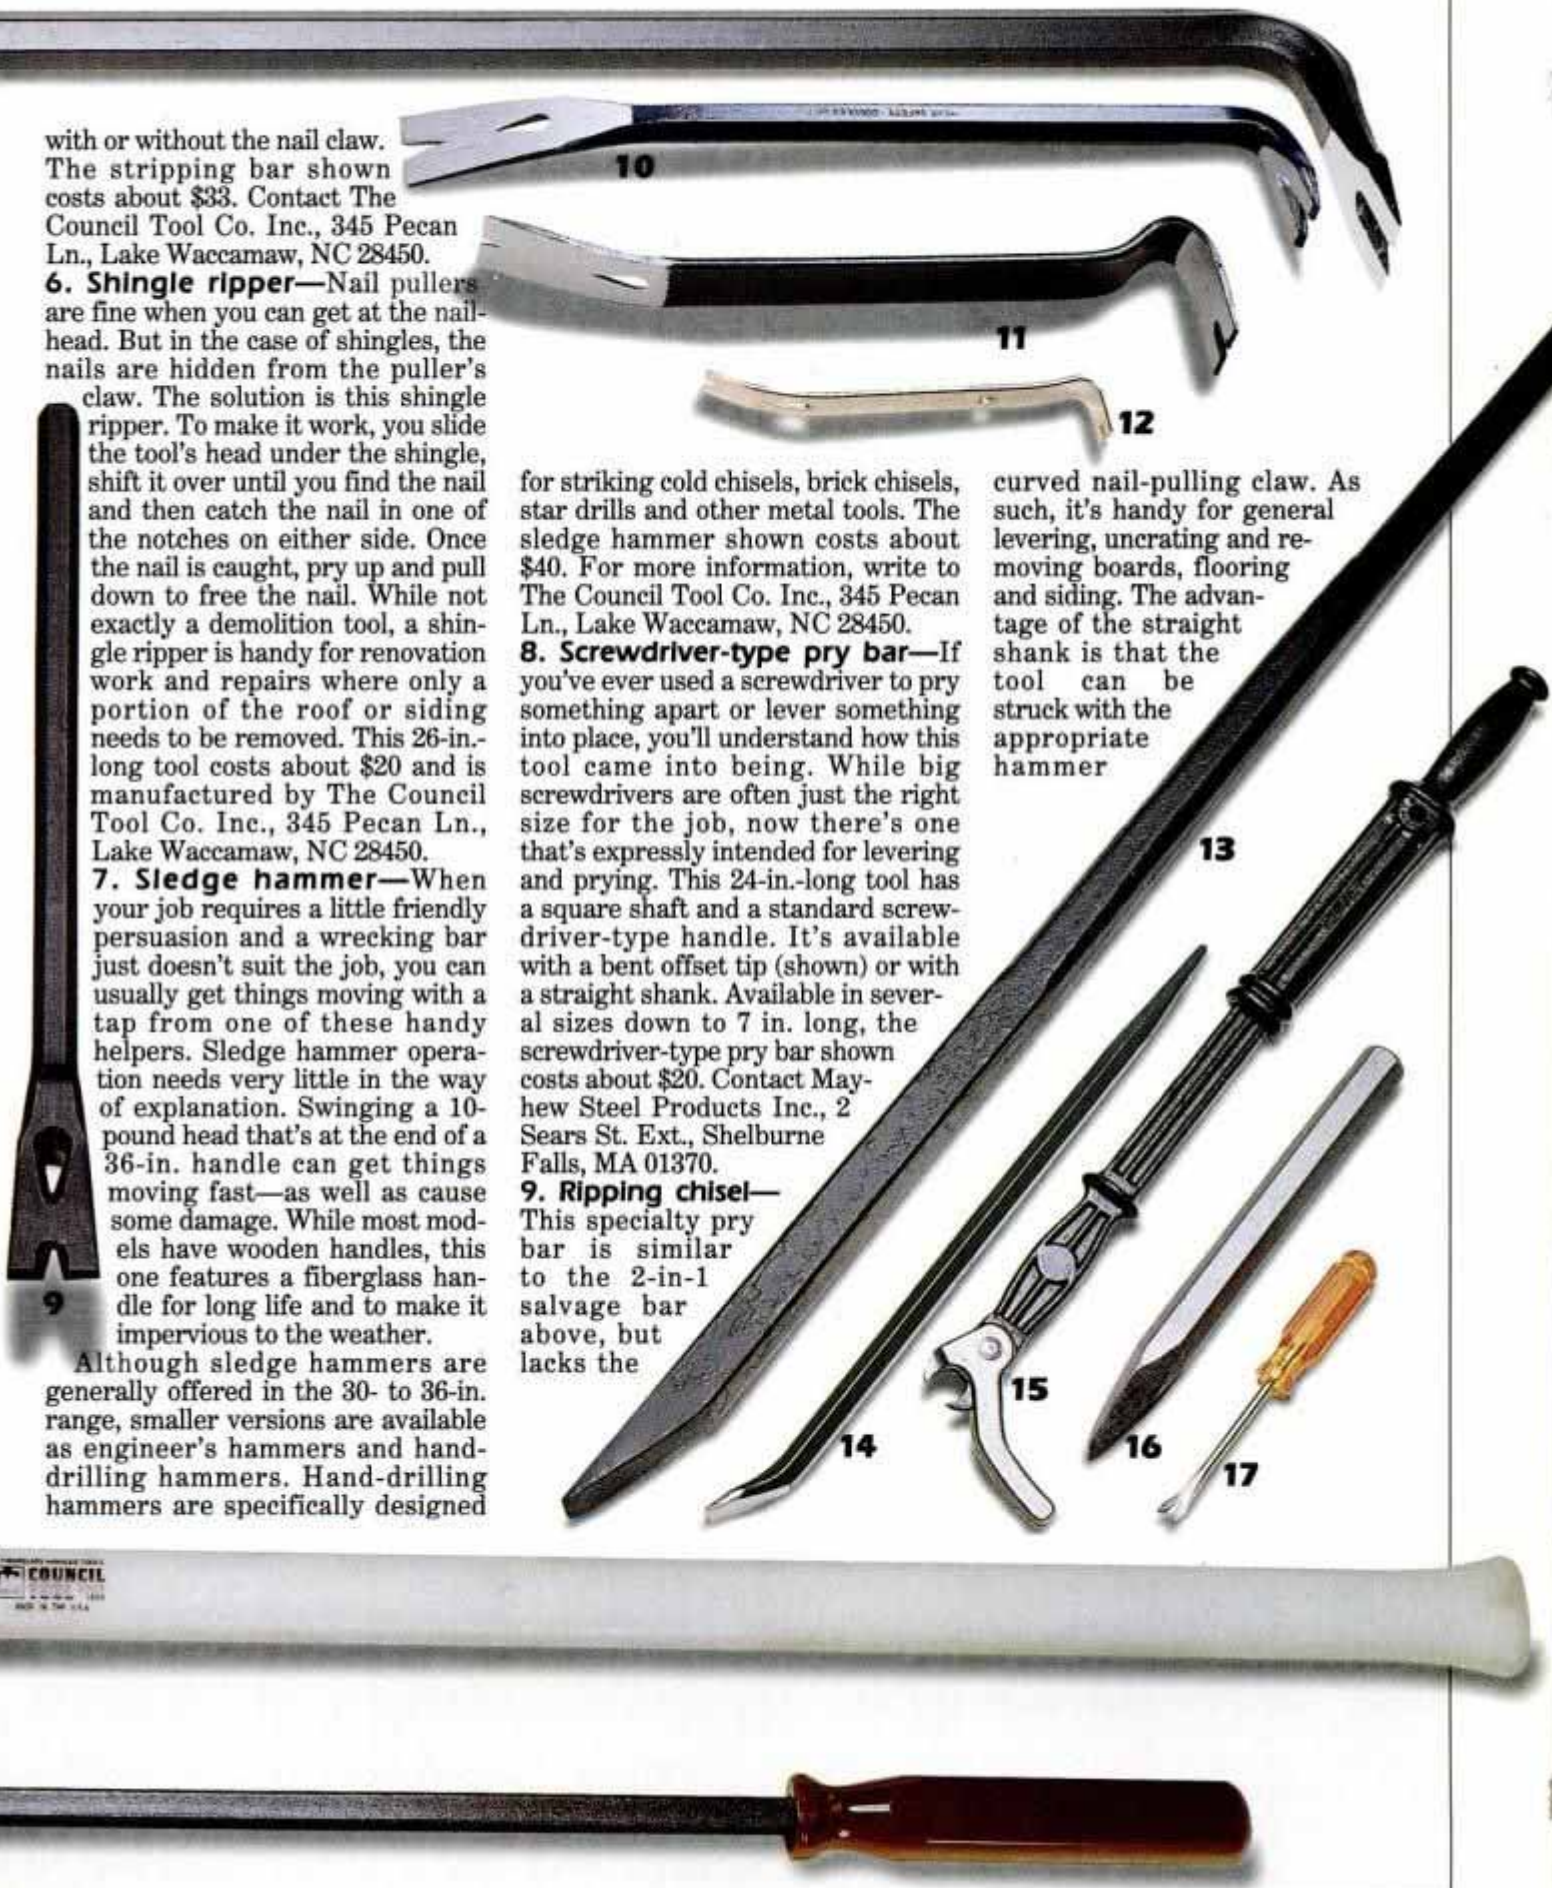 with or without the nail claw.
The stripping bar shown
costs about $33. Contact The
Council Tool Co. Inc., 345 Pecan
Ln., Lake Waccamaw, NC 28450.
6. Shingle ripper—Nail pullers
are fine when you can get at the nail-
head. But in the case of shingles, the
nails are hidden from the puller's
claw. The solution is this shingle
ripper. To make it work, you slide
the tool's head under the shingle,
shift it over until you find the nail
and then catch the nail in one of
the notches on either side. Once
the nail is caught, pry up and pull
down to free the nail. While not
exactly a demolition tool, a shin-
gle ripper is handy for renovation
work and repairs where only a
portion of the roof or siding
needs to be removed. This 26-in.-
long tool costs about $20 and is
manufactured by The Council
Tool Co. Inc., 345 Pecan Ln.,
Lake Waccamaw, NC 28450.
7. Sledge hammer—When
your job requires a little friendly
persuasion and a wrecking bar
just doesn't suit the job, you can
usually get things moving with a
tap from one of these handy
helpers. Sledge hammer opera-
tion needs very little in the way
of explanation. Swinging a 10-
pound head that's at the end of a
36-in. handle can get things
moving fast—as well as cause
some damage. While most mod-
els have wooden handles, this
one features a fiberglass han-
dle for long life and to make it
impervious to the weather.
Although sledge hammers are
generally offered in the 30- to 36-in.
range, smaller versions are available
as engineer's hammers and hand-
drilling hammers. Hand-drilling
hammers are specifically designed
for striking cold chisels, brick chisels,
star drills and other metal tools. The
sledge hammer shown costs about
$40. For more information, write to
The Council Tool Co. Inc., 345 Pecan
Ln., Lake Waccamaw, NC 28450.
8. Screwdriver-type pry bar—If
you've ever used a screwdriver to pry
something apart or lever something
into place, you'll understand how this
tool came into being. While big
screwdrivers are often just the right
size for the job, now there's one
that's expressly intended for levering
and prying. This 24-in.-long tool has
a square shaft and a standard screw-
driver-type handle. It's available
with a bent offset tip (shown) or with
a straight shank. Available in sever-
al sizes down to 7 in. long, the
screwdriver-type pry bar shown
costs about $20. Contact May-
hew Steel Products Inc., 2
Sears St. Ext., Shelburne
Falls, MA 01370.
9. Ripping chisel—
This specialty pry
bar is similar
to the 2-in-1
salvage bar
above, but
lacks the
curved nail-pulling claw. As
such, it's handy for general
levering, uncrating and re-
moving boards, flooring
and siding. The advan-
tage of the straight
shank is that the
tool can be
struck with the
appropriate
hammer
10
11
12
13
9
14
15
16
17
COUNCIL
MADE IN THE U.S.A.